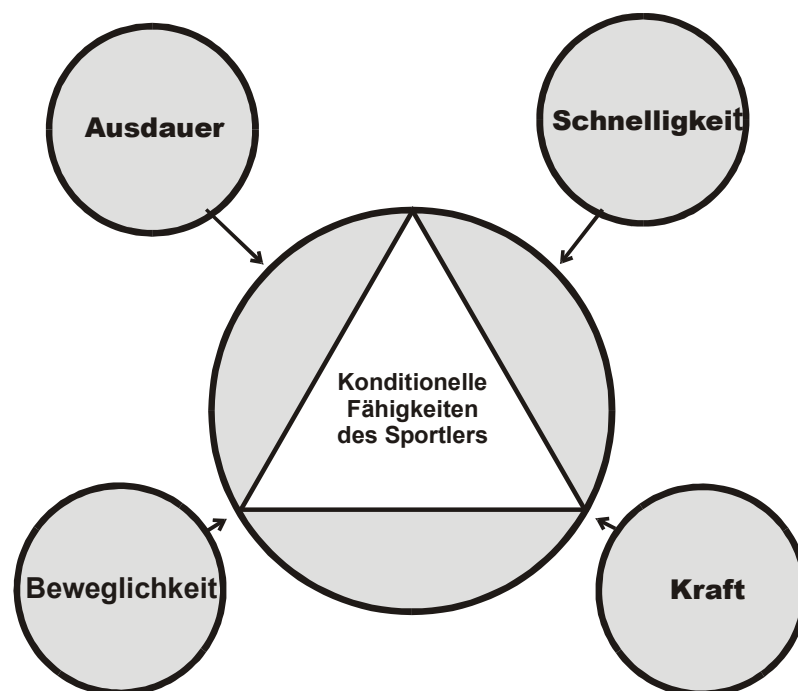 Ausdauer
Schnelligkeit
Konditionelle
Fähigkeiten
des Sportlers
Beweglichkeit
Kraft